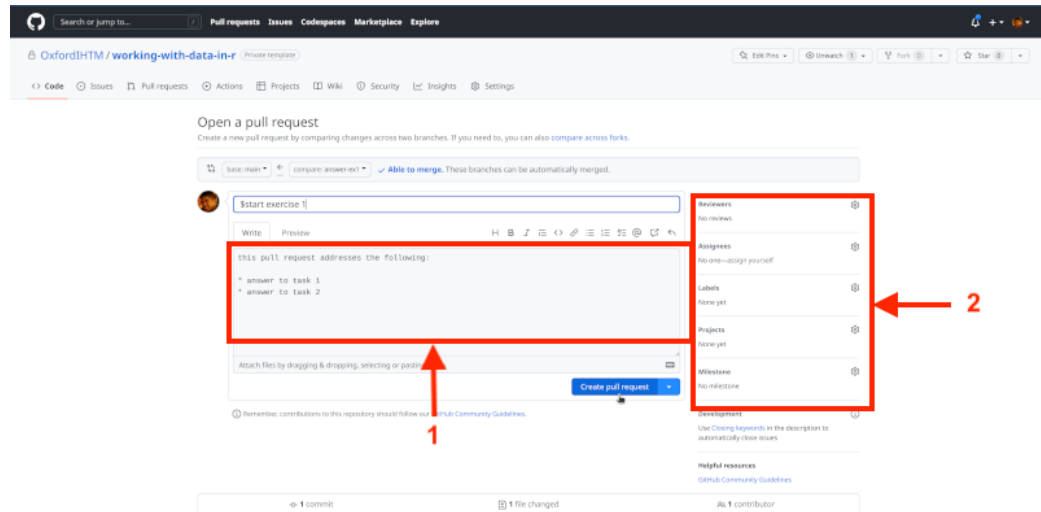 Search or jump to... / Pull requests Issues Codespaces Marketplace Explore
OxfordIHTM / working-with-data-in-r Private template Edit Pins Unwatch 1 Fork 0 Star 0
Code Issues Pull requests Actions Projects Wiki Security Insights Settings
Open a pull request
Create a new pull request by comparing changes across two branches. If you need to, you can also compare across forks.
base: main compare: answer-ex1 Able to merge. These branches can be automatically merged.
$start exercise 1
Write Preview
this pull request addresses the following:
* answer to task 1
* answer to task 2
Attach files by dragging & dropping, selecting or
Create pull request
Remember, contributions to this repository should follow our GitHub Community Guidelines.
1
Reviewers
No reviews
Assignees
No one—assign yourself
Labels
None yet
Projects
None yet
Milestone
No milestone
2
Development
Use Closing keywords in the description to
automatically close issues
Helpful resources
GitHub Community Guidelines
1 commit 1 file changed 1 contributor